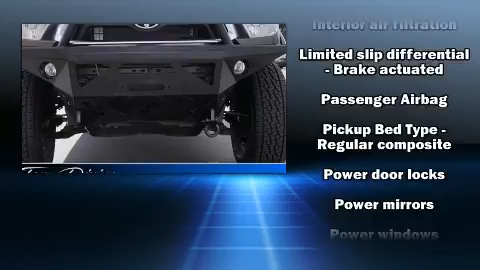 Interior air filtration
Limited slip differential
- Brake actuated
Passenger Airbag
Pickup Bed Type -
Regular composite
Power door locks
Power mirrors
Power windows